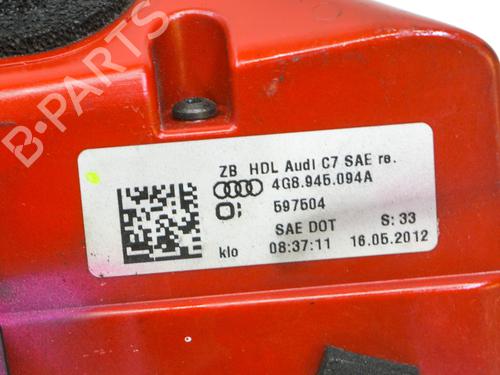 B-PARTS
ZB HDL Audi C7 SAE re.
4G8.945.094A
597504
SAE DOT S: 33
klo 08:37:11 16.05.2012